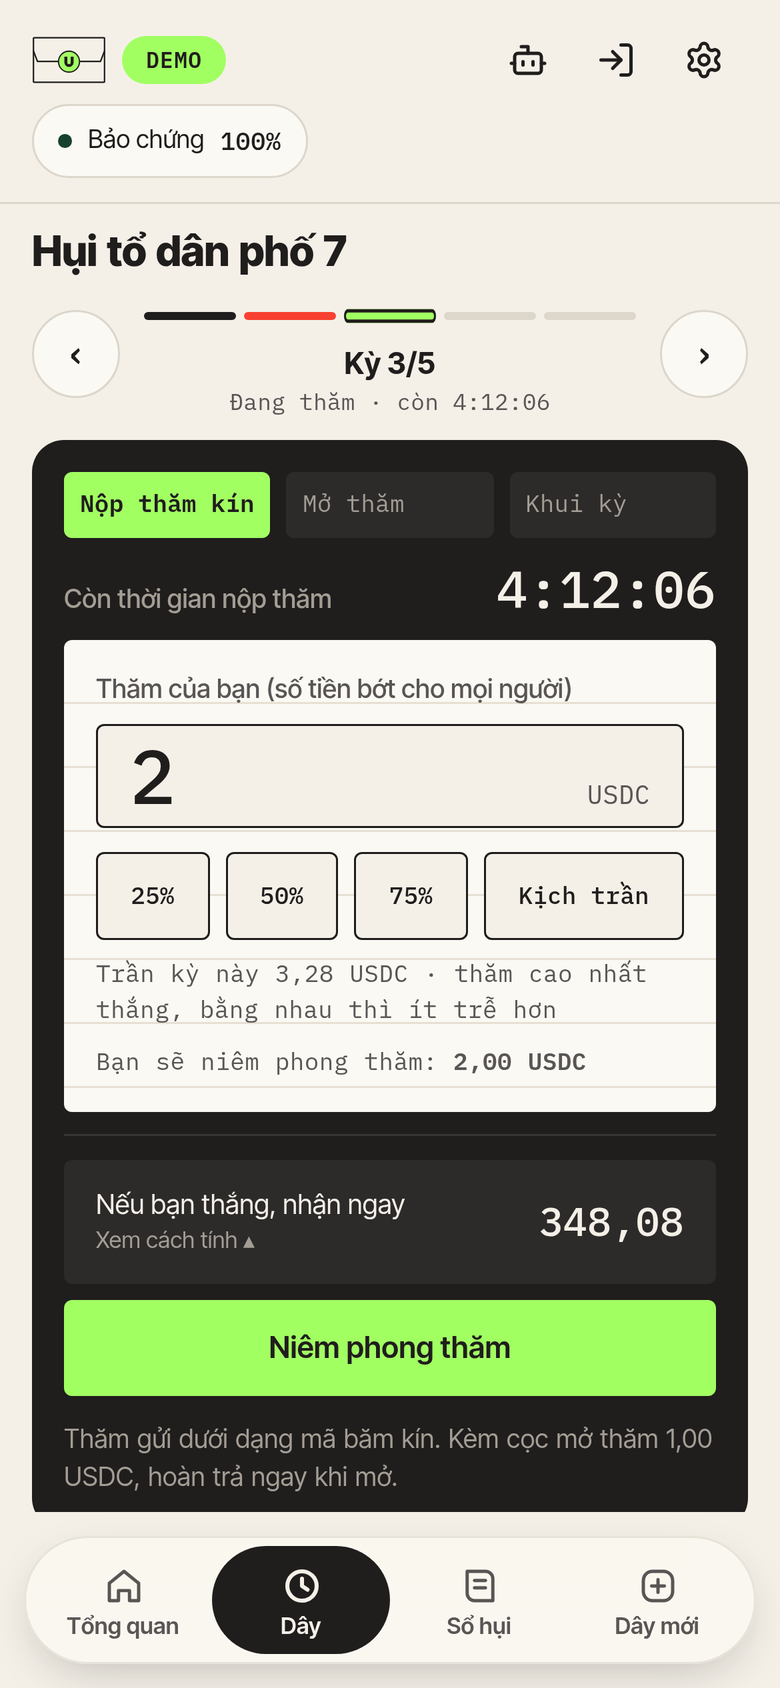 U DEMO
Bảo chứng 100%
Hụi tổ dân phố 7
Kỳ 3/5
Đang thăm · còn 4:12:06
Nộp thăm kín Mở thăm Khui kỳ
Còn thời gian nộp thăm 4:12:06
Thăm của bạn (số tiền bớt cho mọi người)
2 USDC
25% 50% 75% Kịch trần
Trần kỳ này 3,28 USDC · thăm cao nhất
thắng, bằng nhau thì ít trễ hơn
Bạn sẽ niêm phong thăm: 2,00 USDC
Nếu bạn thắng, nhận ngay 348,08
Xem cách tính ▴
Niêm phong thăm
Thăm gửi dưới dạng mã băm kín. Kèm cọc mở thăm 1,00
USDC, hoàn trả ngay khi mở.
Tổng quan Dây Sổ hụi Dây mới